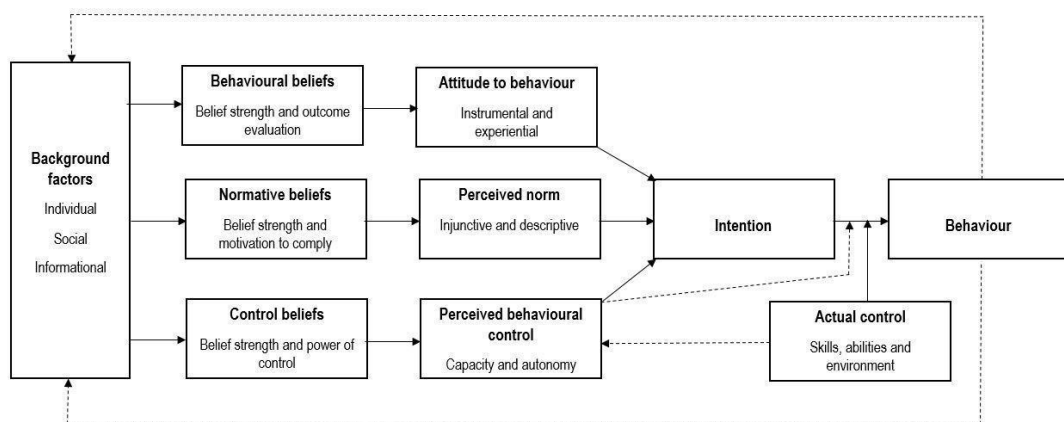 Background
factors
Individual
Social
Informational
Behavioural beliefs
Belief strength and outcome
evaluation
Normative beliefs
Belief strength and
motivation to comply
Control beliefs
Belief strength and power of
control
Attitude to behaviour
Instrumental and
experiential
Perceived norm
Injunctive and descriptive
Perceived behavioural
control
Capacity and autonomy
Intention
Behaviour
Actual control
Skills, abilities and
environment